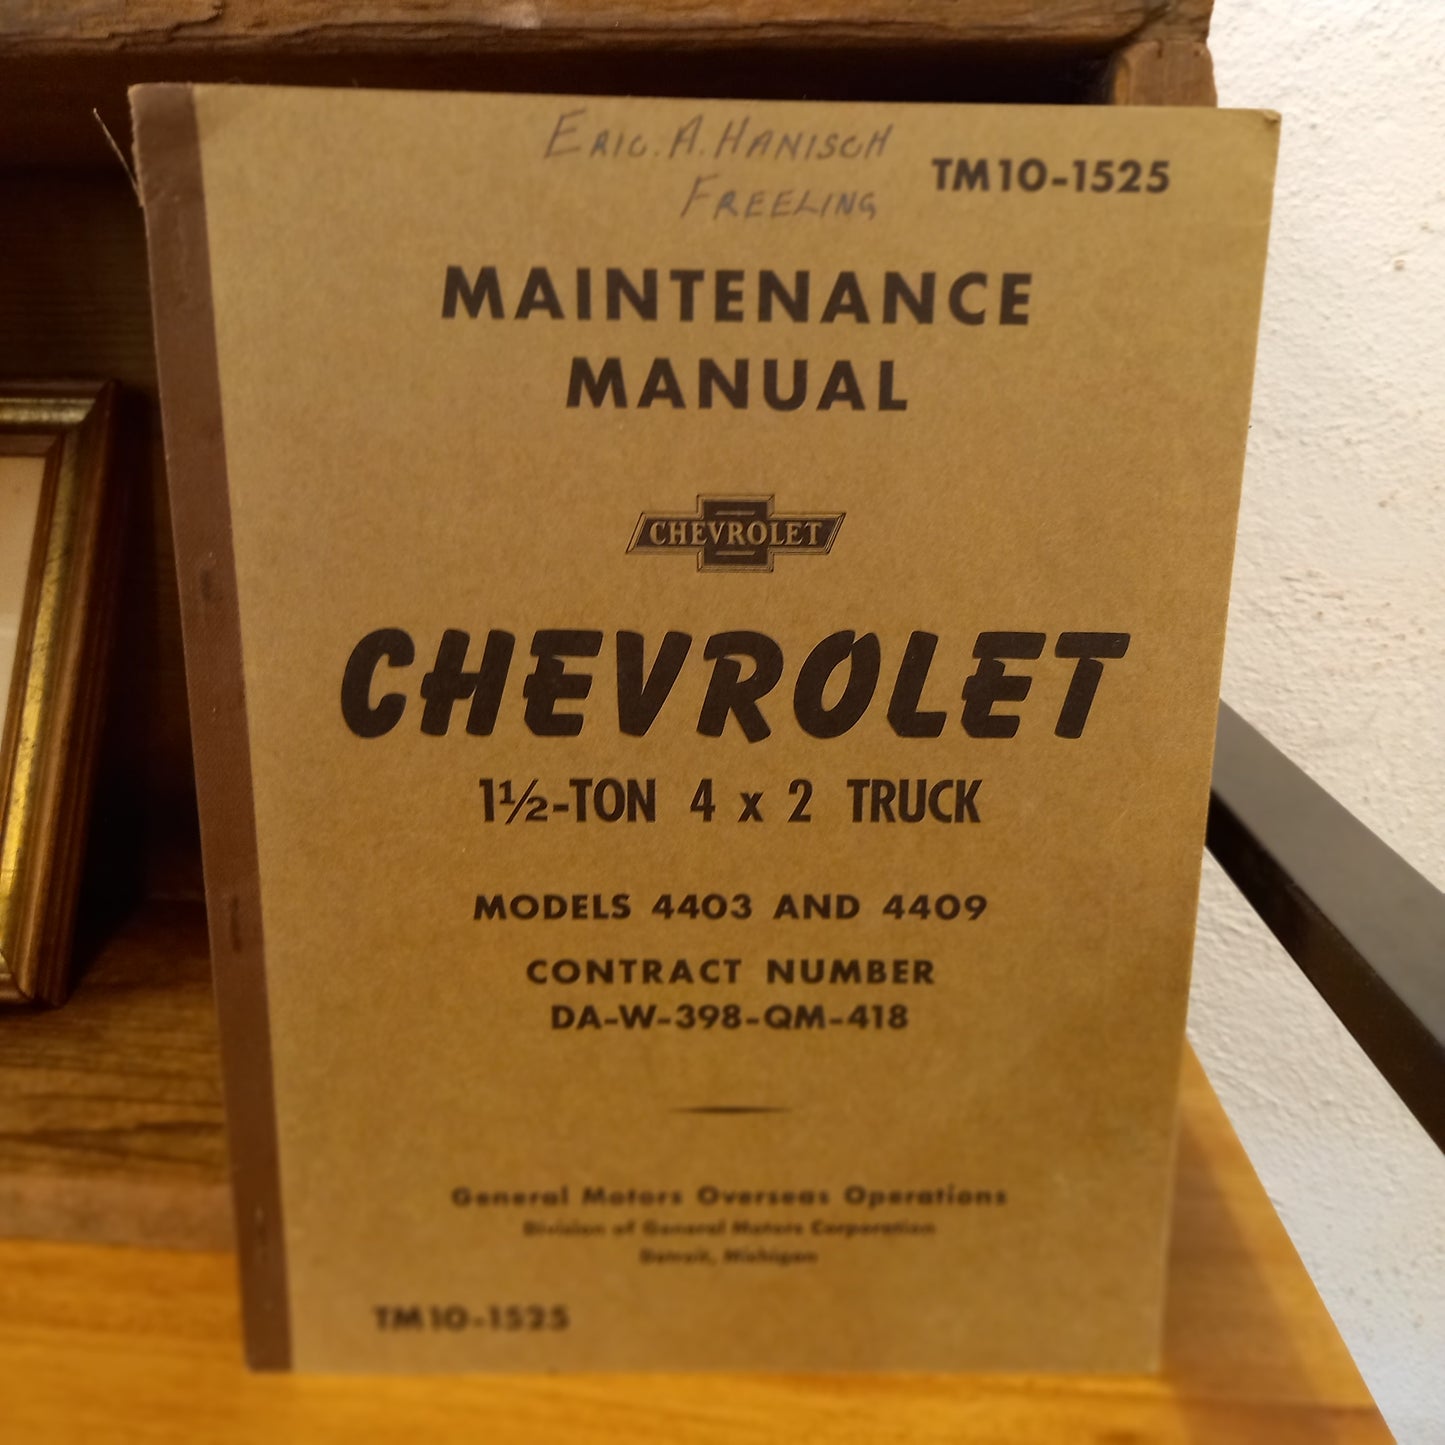 Eric. A. Hanisch
Freeling
TM10-1525
MAINTENANCE
MANUAL
CHEVROLET
CHEVROLET
1½-TON 4 x 2 TRUCK
MODELS 4403 AND 4409
CONTRACT NUMBER
DA-W-398-QM-418
General Motors Overseas Operations
Division of General Motors Corporation
Detroit, Michigan
TM10-1525